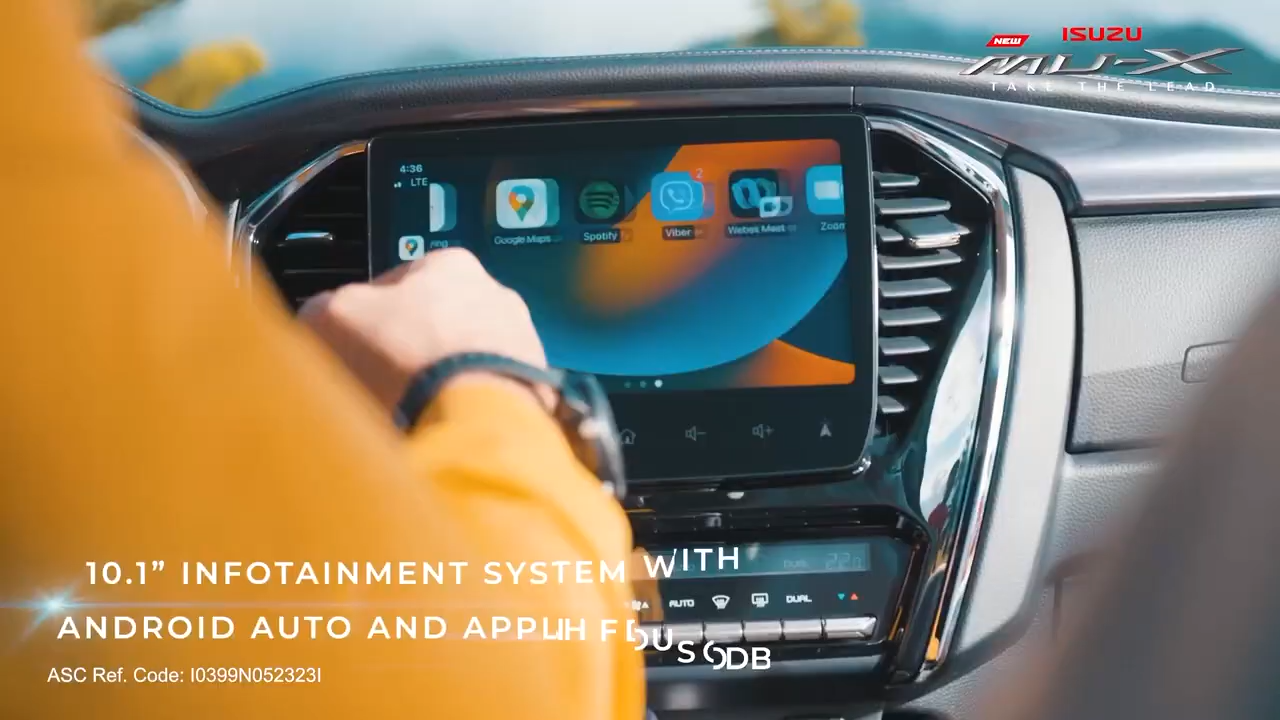 NEW ISUZU
MU-X
TAKE THE LEAD
4:36
LTE
2
Google Maps
Spotify
Viber
Webex Meet
Zoom
10.1” INFOTAINMENT SYSTEM WITH
AUTO
DUAL
ANDROID AUTO AND
ASC Ref. Code: I0399N052323I